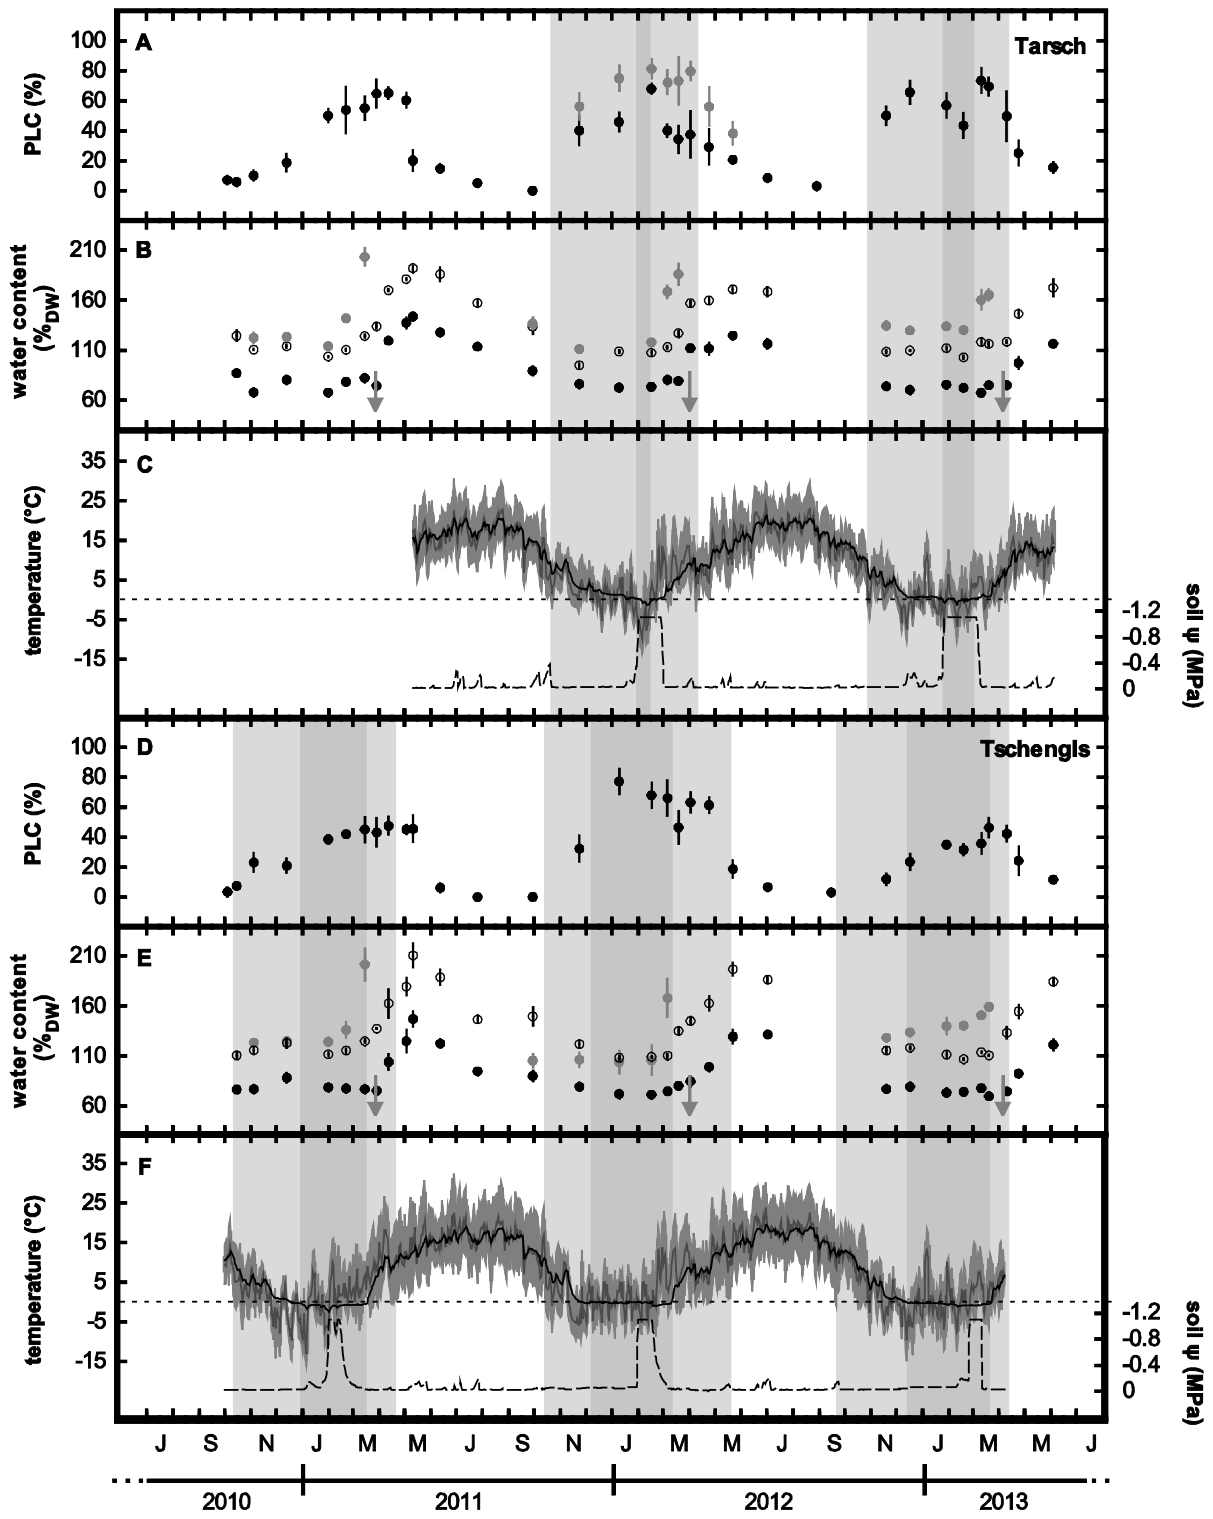 A
Tarsch
100
80
60
40
20
0
PLC (%)
B
210
160
110
60
water content
(%DW)
C
35
25
15
5
-5
-15
temperature (°C)
-1.2
-0.8
-0.4
0
soil ψ (MPa)
D
Tschengls
100
80
60
40
20
0
PLC (%)
E
210
160
110
60
water content
(%DW)
F
35
25
15
5
-5
-15
temperature (°C)
-1.2
-0.8
-0.4
0
soil ψ (MPa)
J S N J M M J S N J M M J S N J M M J
2010 2011 2012 2013